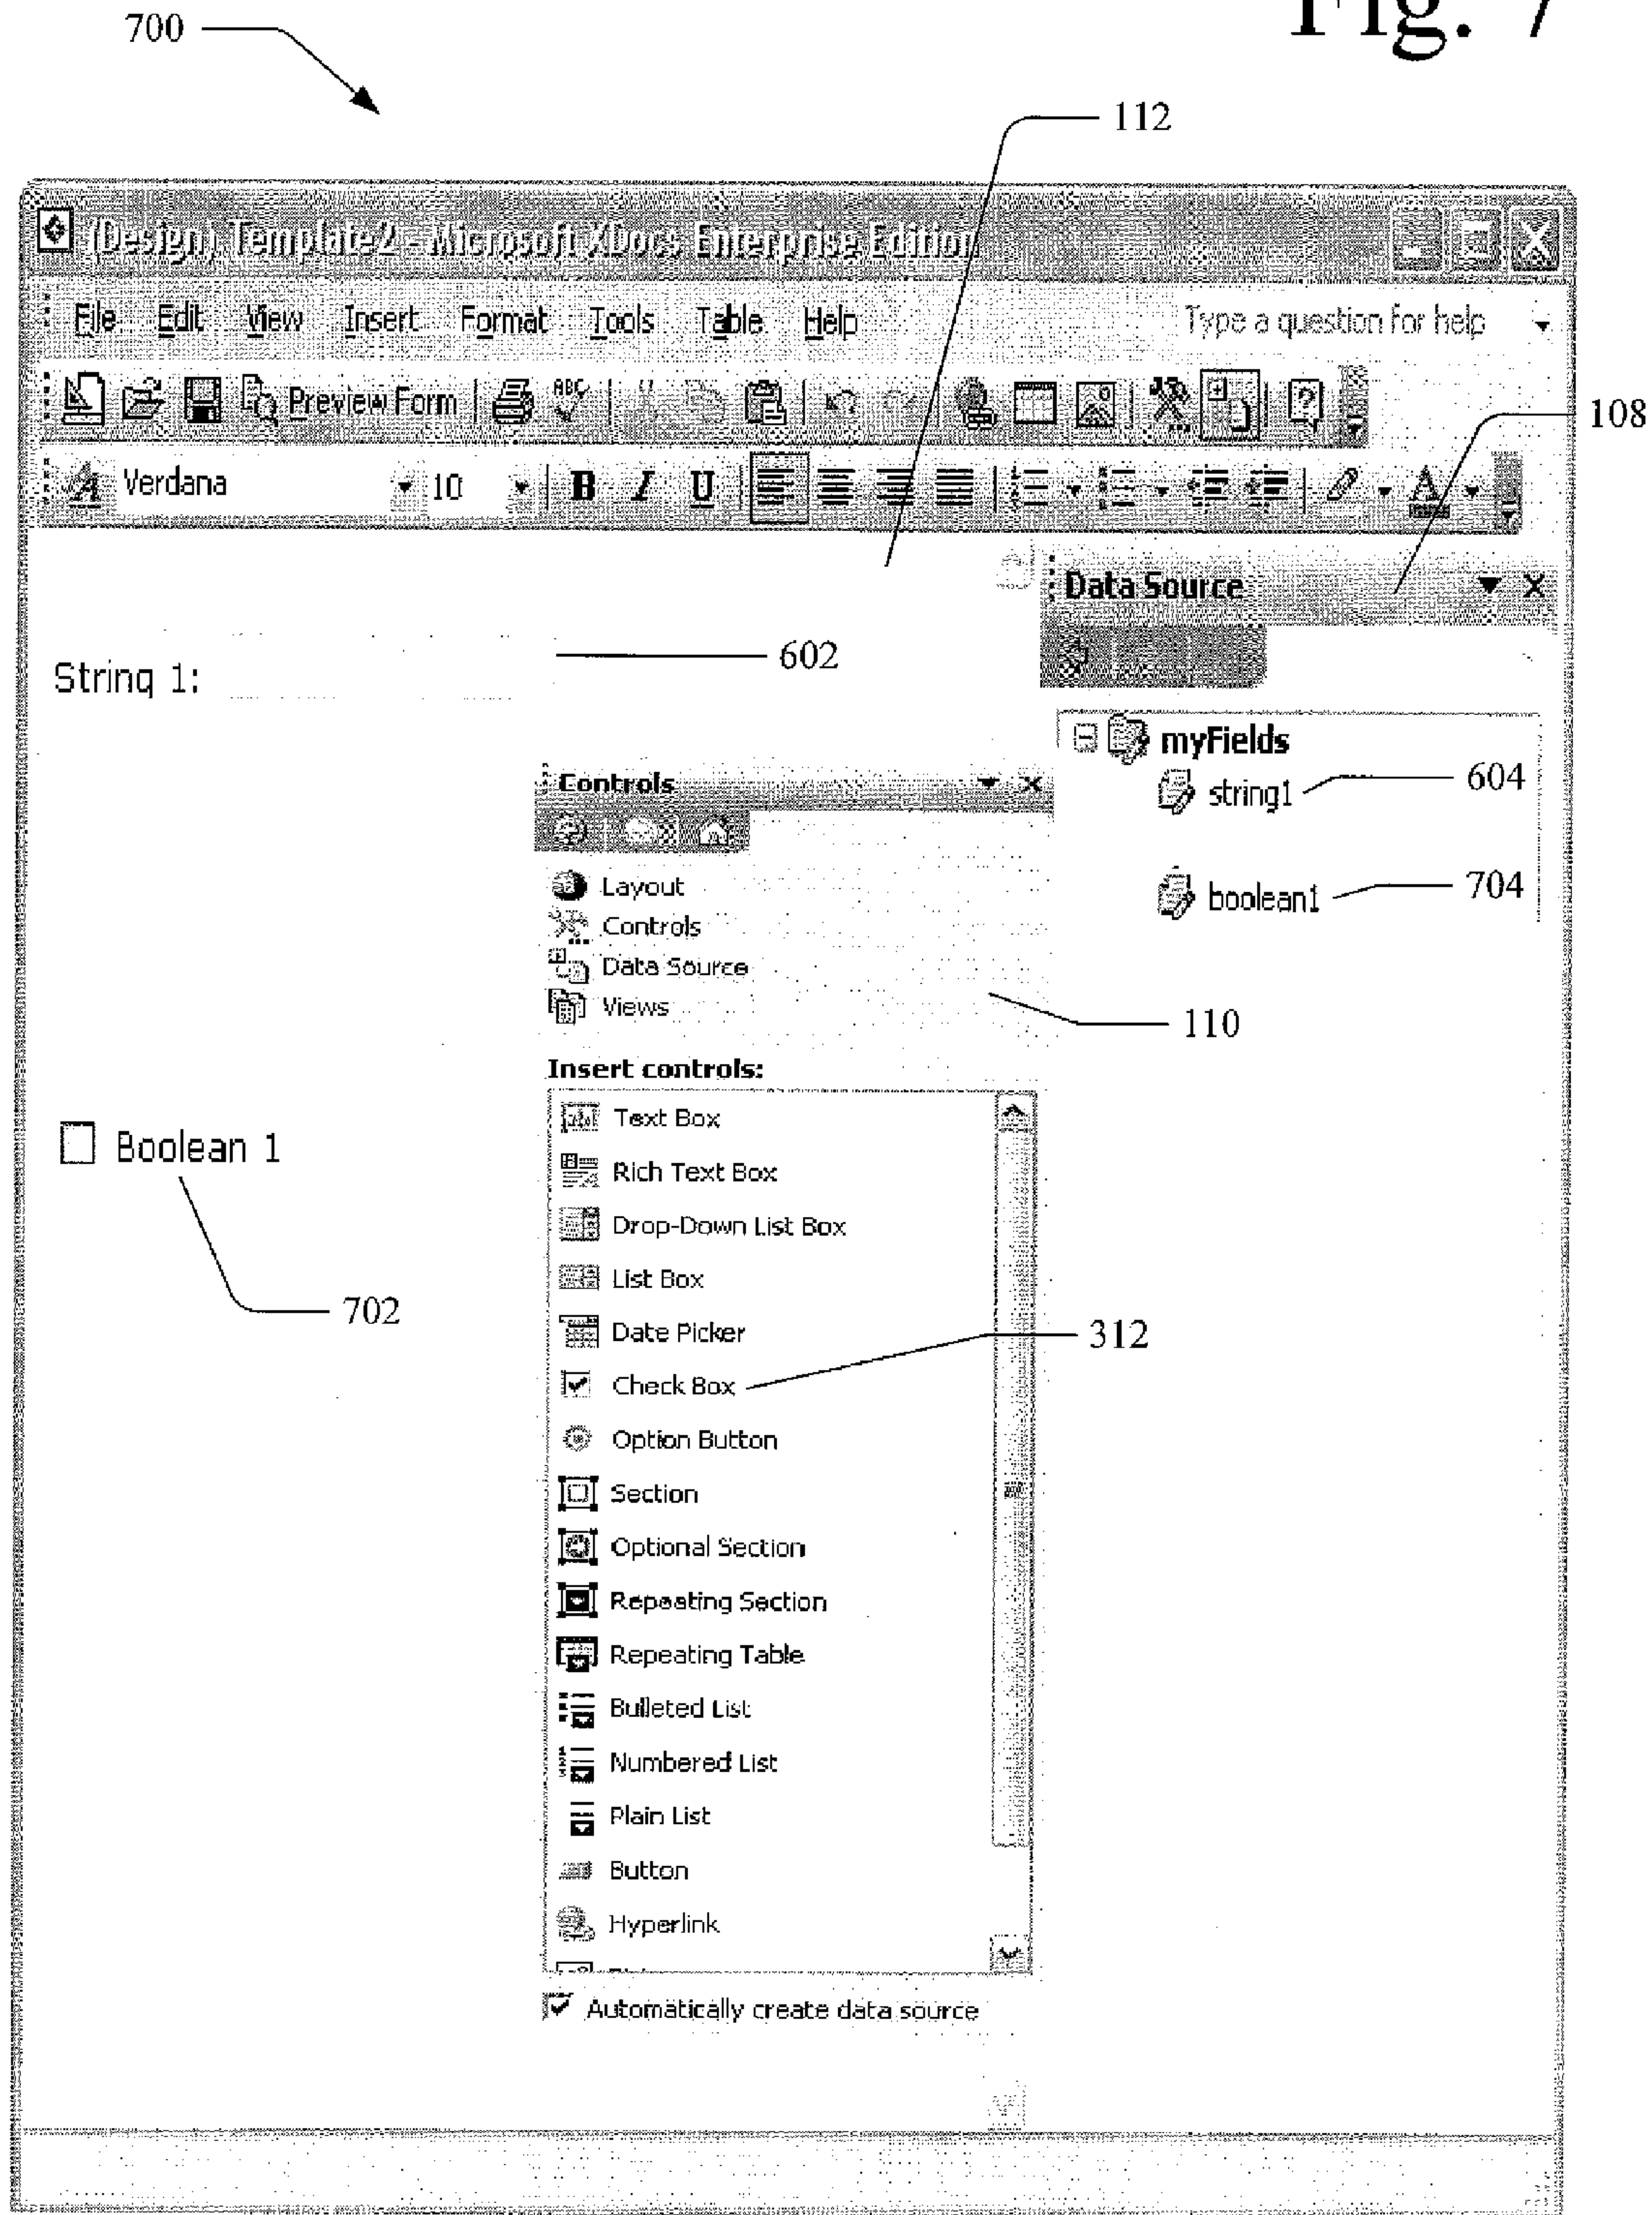 Fig. 7
700
112
(Design) Template2 - Microsoft XDocs Enterprise Edition
File Edit View Insert Format Tools Table Help Type a question for help
Preview Form ABC
108
A Verdana 10 B I U A
Data Source
String 1:
602
myFields
string1 604
boolean1 704
Controls
Layout
Controls
Data Source
Views
110
Insert controls:
Text Box
Rich Text Box
Drop-Down List Box
List Box
Date Picker
312
Check Box
Option Button
Section
Optional Section
Repeating Section
Repeating Table
Bulleted List
Numbered List
Plain List
Button
Hyperlink
Automatically create data source
Boolean 1
702